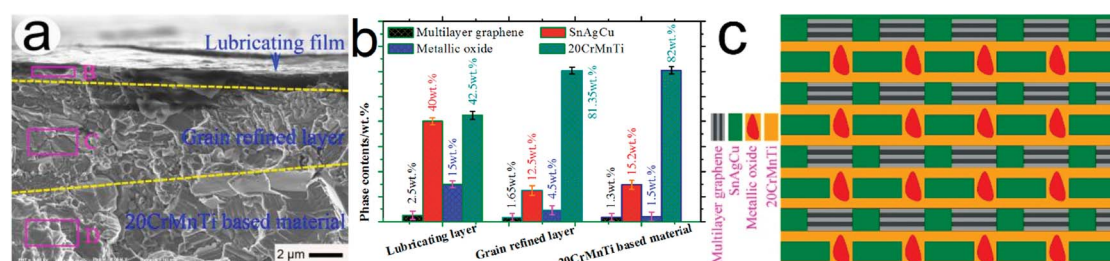 a
Lubricating film
B
Grain refined layer
C
20CrMnTi based material
D
2 μm
b
Multilayer graphene
SnAgCu
Metallic oxide
20CrMnTi
Phase contents/wt.%
2.5wt.%
40wt.%
15wt.%
42.5wt.%
1.65wt.%
12.5wt.%
4.5wt.%
81.35wt.%
1.3wt.%
15.2wt.%
1.5wt.%
82wt.%
Lubricating layer
Grain refined layer
20CrMnTi based material
c
Multilayer graphene
SnAgCu
Metallic oxide
20CrMnTi